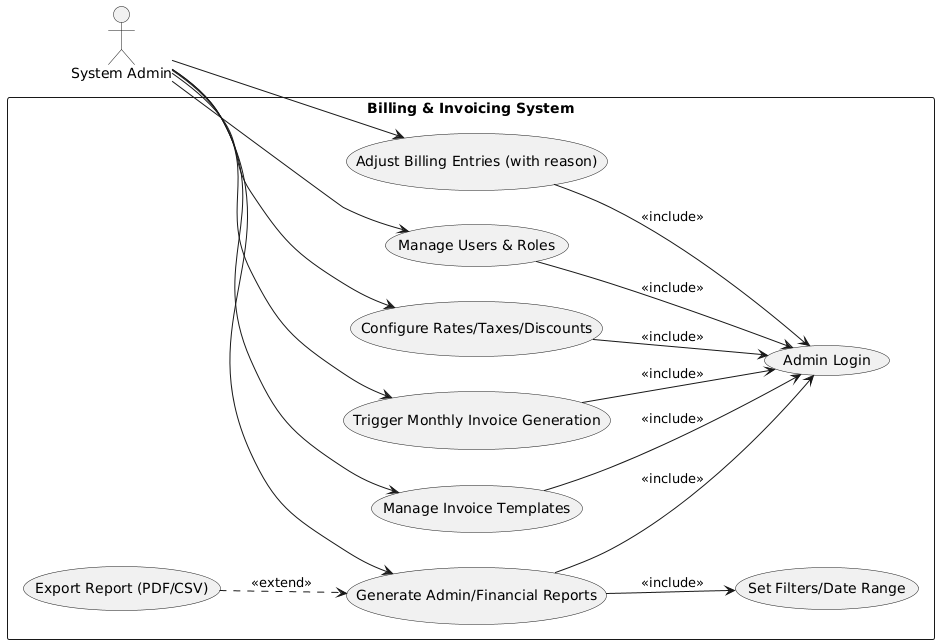 System Admin
Billing & Invoicing System
Adjust Billing Entries (with reason)
«include»
Manage Users & Roles
«include»
Configure Rates/Taxes/Discounts
«include»
Admin Login
«include»
Trigger Monthly Invoice Generation
«include»
Manage Invoice Templates
«include»
Export Report (PDF/CSV)
«extend»
Generate Admin/Financial Reports
«include»
Set Filters/Date Range